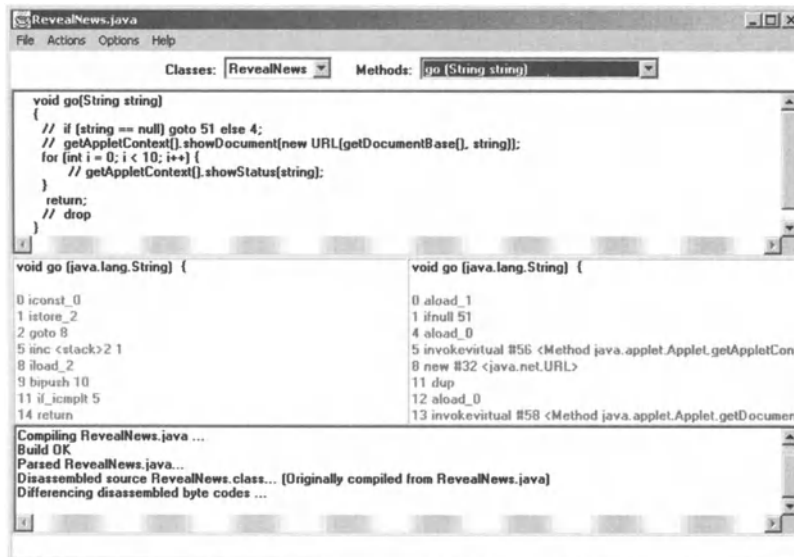 RevealNews.java
File Actions Options Help
Classes: RevealNews Methods: go (String string)
void go(String string)
{
// if (string == null) goto 51 else 4;
// getAppletContext().showDocument(new URL(getDocumentBase(), string));
for (int i = 0; i < 10; i++) {
// getAppletContext().showStatus(string);
}
return;
// drop
}
void go (java.lang.String) {
0 iconst_0
1 istore_2
2 goto 8
5 iinc <stack>2 1
8 iload_2
9 bipush 10
11 if_icmplt 5
14 return
void go (java.lang.String) {
0 aload_1
1 ifnull 51
4 aload_0
5 invokevirtual #56 <Method java.applet.Applet.getAppletCon
8 new #32 <java.net.URL>
11 dup
12 aload_0
13 invokevirtual #58 <Method java.applet.Applet.getDocumen
Compiling RevealNews.java ...
Build OK
Parsed RevealNews.java...
Disassembled source RevealNews.class... (Originally compiled from RevealNews.java)
Differencing disassembled byte codes ...